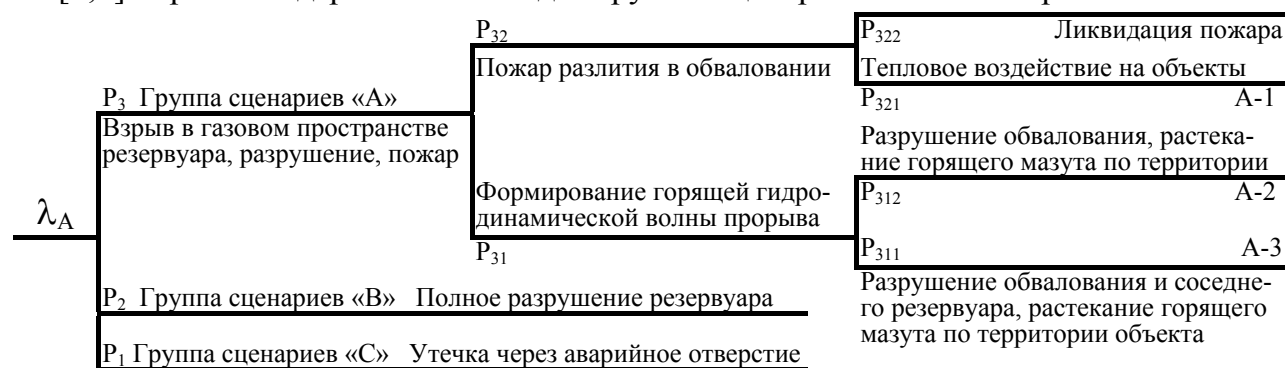 P32
P322 Ликвидация пожара
Пожар разлития в обваловании
Тепловое воздействие на объекты
P3 Группа сценариев «А»
P321 А-1
Взрыв в газовом пространстве
резервуара, разрушение, пожар
Разрушение обвалования, растека-
ние горящего мазута по территории
Формирование горящей гидро-
динамической волны прорыва
P312 А-2
λА
P31
P311 А-3
P2 Группа сценариев «В» Полное разрушение резервуара
Разрушение обвалования и соседне-
го резервуара, растекание горящего
мазута по территории объекта
P1 Группа сценариев «С» Утечка через аварийное отверстие